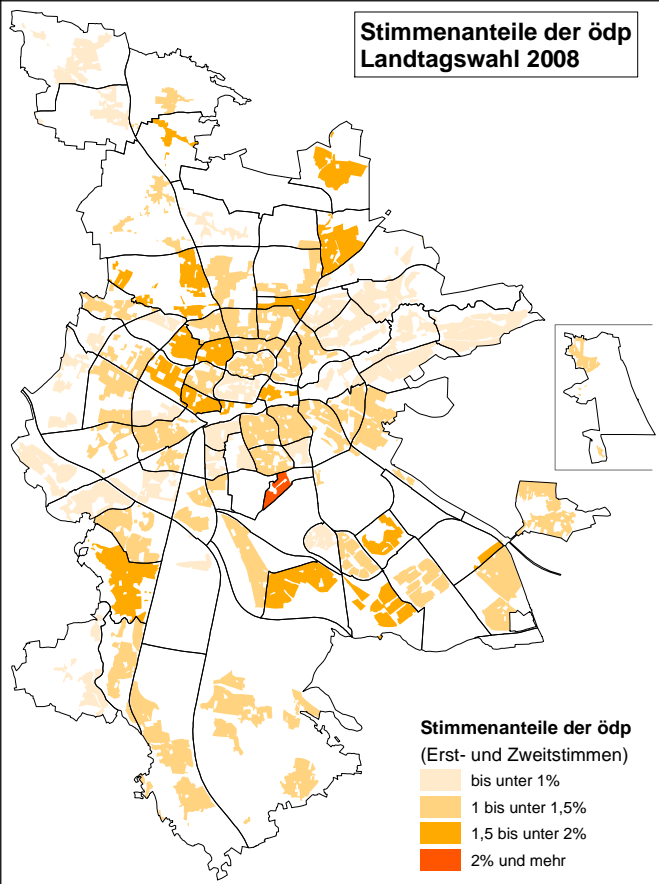 Stimmenanteile der ödp
Landtagswahl 2008
Stimmenanteile der ödp
(Erst- und Zweitstimmen)
bis unter 1%
1 bis unter 1,5%
1,5 bis unter 2%
2% und mehr